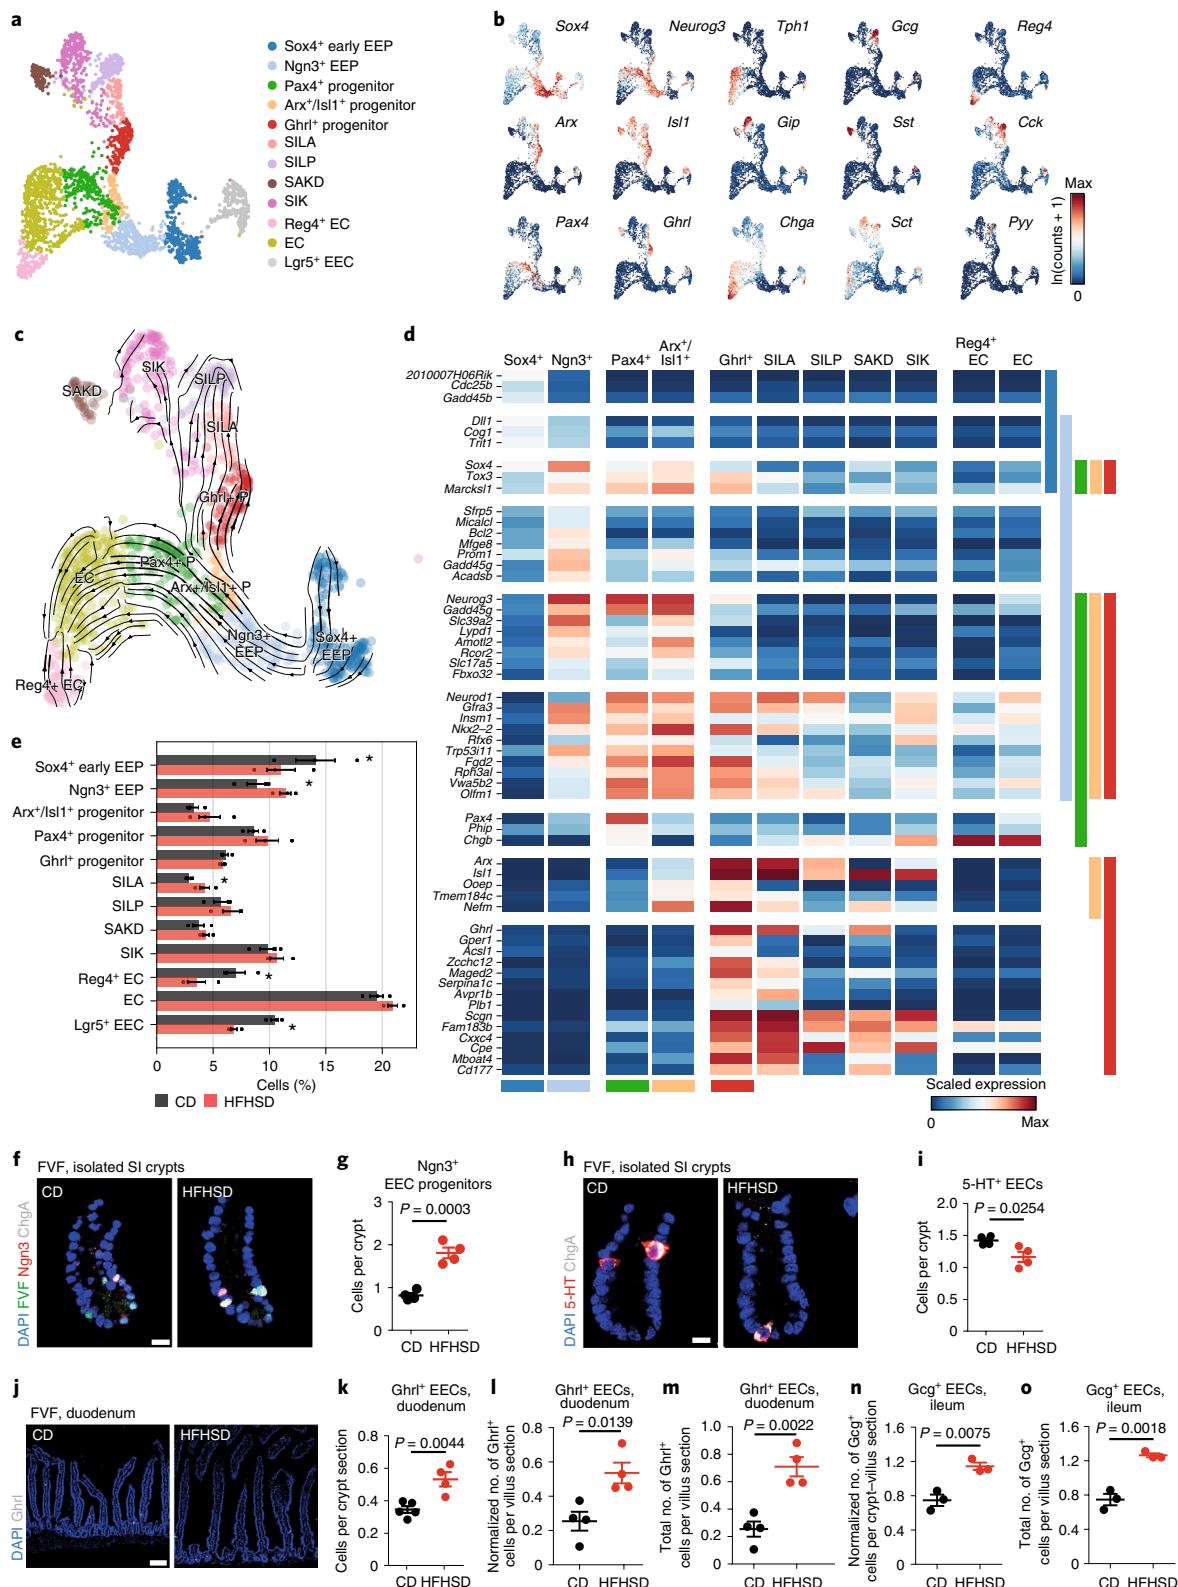 a
Sox4⁺ early EEP
Ngn3⁺ EEP
Pax4⁺ progenitor
Arx⁺/Isl1⁺ progenitor
Ghrl⁺ progenitor
SILA
SILP
SAKD
SIK
Reg4⁺ EC
EC
Lgr5⁺ EEC
b
Sox4 Neurog3 Tph1 Gcg Reg4
Arx Isl1 Gip Sst Cck
Pax4 Ghrl Chga Sct Pyy
Max
ln(counts + 1)
0
c
SIK
SAKD
SILP
SILA
Ghrl+ P
Pax4+ P
EC
Arx+/Isl1+ P
Ngn3+
EEP
Sox4+
EEP
Reg4+ EC
d
Sox4⁺ Ngn3⁺ Pax4⁺ Arx⁺/
Isl1⁺ Ghrl⁺ SILA SILP SAKD SIK Reg4⁺
EC EC
2010007H06Rik
Cdc25b
Gadd45b
Dll1
Cog1
Trit1
Sox4
Tox3
Marcksl1
Sfrp5
Micalcl
Bcl2
Mfge8
Prom1
Gadd45g
Acadsb
Neurog3
Gadd45g
Slc39a2
Lypd1
Amotl2
Rcor2
Slc17a5
Fbxo32
Neurod1
Gfra3
Insm1
Nkx2–2
Rfx6
Trp53i11
Fgd2
Rph3al
Vwa5b2
Olfm1
Pax4
Phip
Chgb
Arx
Isl1
Ooep
Tmem184c
Nefm
Ghrl
Gper1
Acsl1
Zcchc12
Maged2
Serpina1c
Avpr1b
Plb1
Scgn
Fam183b
Cxxc4
Cpe
Mboat4
Cd177
Scaled expression
0 Max
e
Sox4⁺ early EEP *
Ngn3⁺ EEP *
Arx⁺/Isl1⁺ progenitor
Pax4⁺ progenitor
Ghrl⁺ progenitor
SILA *
SILP
SAKD
SIK
Reg4⁺ EC *
EC
Lgr5⁺ EEC *
0 5 10 15 20
Cells (%)
CD HFHSD
f
FVF, isolated SI crypts
CD HFHSD
DAPI FVF Ngn3 ChgA
g
Ngn3⁺
EEC progenitors
P = 0.0003
Cells per crypt
3
2
1
0
CD HFHSD
h
FVF, isolated SI crypts
CD HFHSD
DAPI 5-HT ChgA
i
5-HT⁺ EECs
P = 0.0254
Cells per crypt
2.0
1.5
1.0
0.5
0
CD HFHSD
j
FVF, duodenum
CD HFHSD
DAPI Ghrl
k
Ghrl⁺ EECs,
duodenum
P = 0.0044
Cells per crypt section
0.8
0.6
0.4
0.2
0
CD HFHSD
l
Ghrl⁺ EECs,
duodenum
P = 0.0139
Normalized no. of Ghrl⁺
cells per villus section
0.8
0.6
0.4
0.2
0
CD HFHSD
m
Ghrl⁺ EECs,
duodenum
P = 0.0022
Total no. of Ghrl⁺
cells per villus section
1.0
0.8
0.6
0.4
0.2
0
CD HFHSD
n
Gcg⁺ EECs,
ileum
P = 0.0075
Normalized no. of Gcg⁺
cells per crypt–villus section
1.6
1.2
0.8
0.4
0
CD HFHSD
o
Gcg⁺ EECs,
ileum
P = 0.0018
Total no. of Gcg⁺
cells per villus section
1.6
1.2
0.8
0.4
0
CD HFHSD